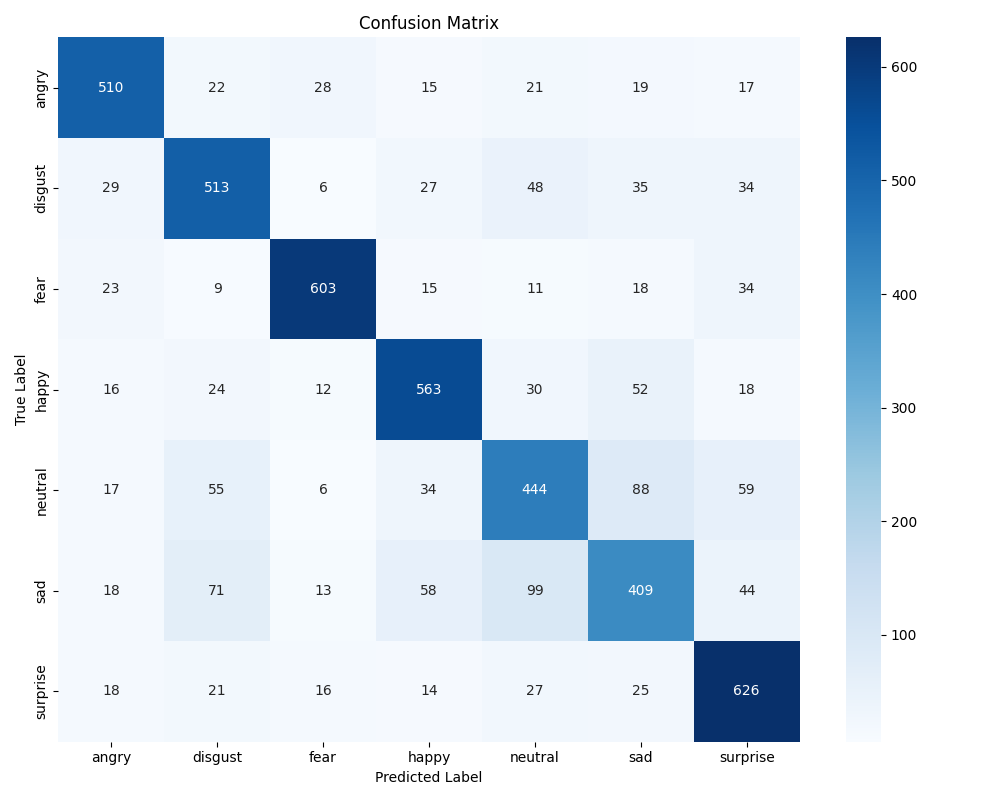 Confusion Matrix
True Label
angry 510 22 28 15 21 19 17
disgust 29 513 6 27 48 35 34
fear 23 9 603 15 11 18 34
happy 16 24 12 563 30 52 18
neutral 17 55 6 34 444 88 59
sad 18 71 13 58 99 409 44
surprise 18 21 16 14 27 25 626
angry disgust fear happy neutral sad surprise
Predicted Label
600
500
400
300
200
100